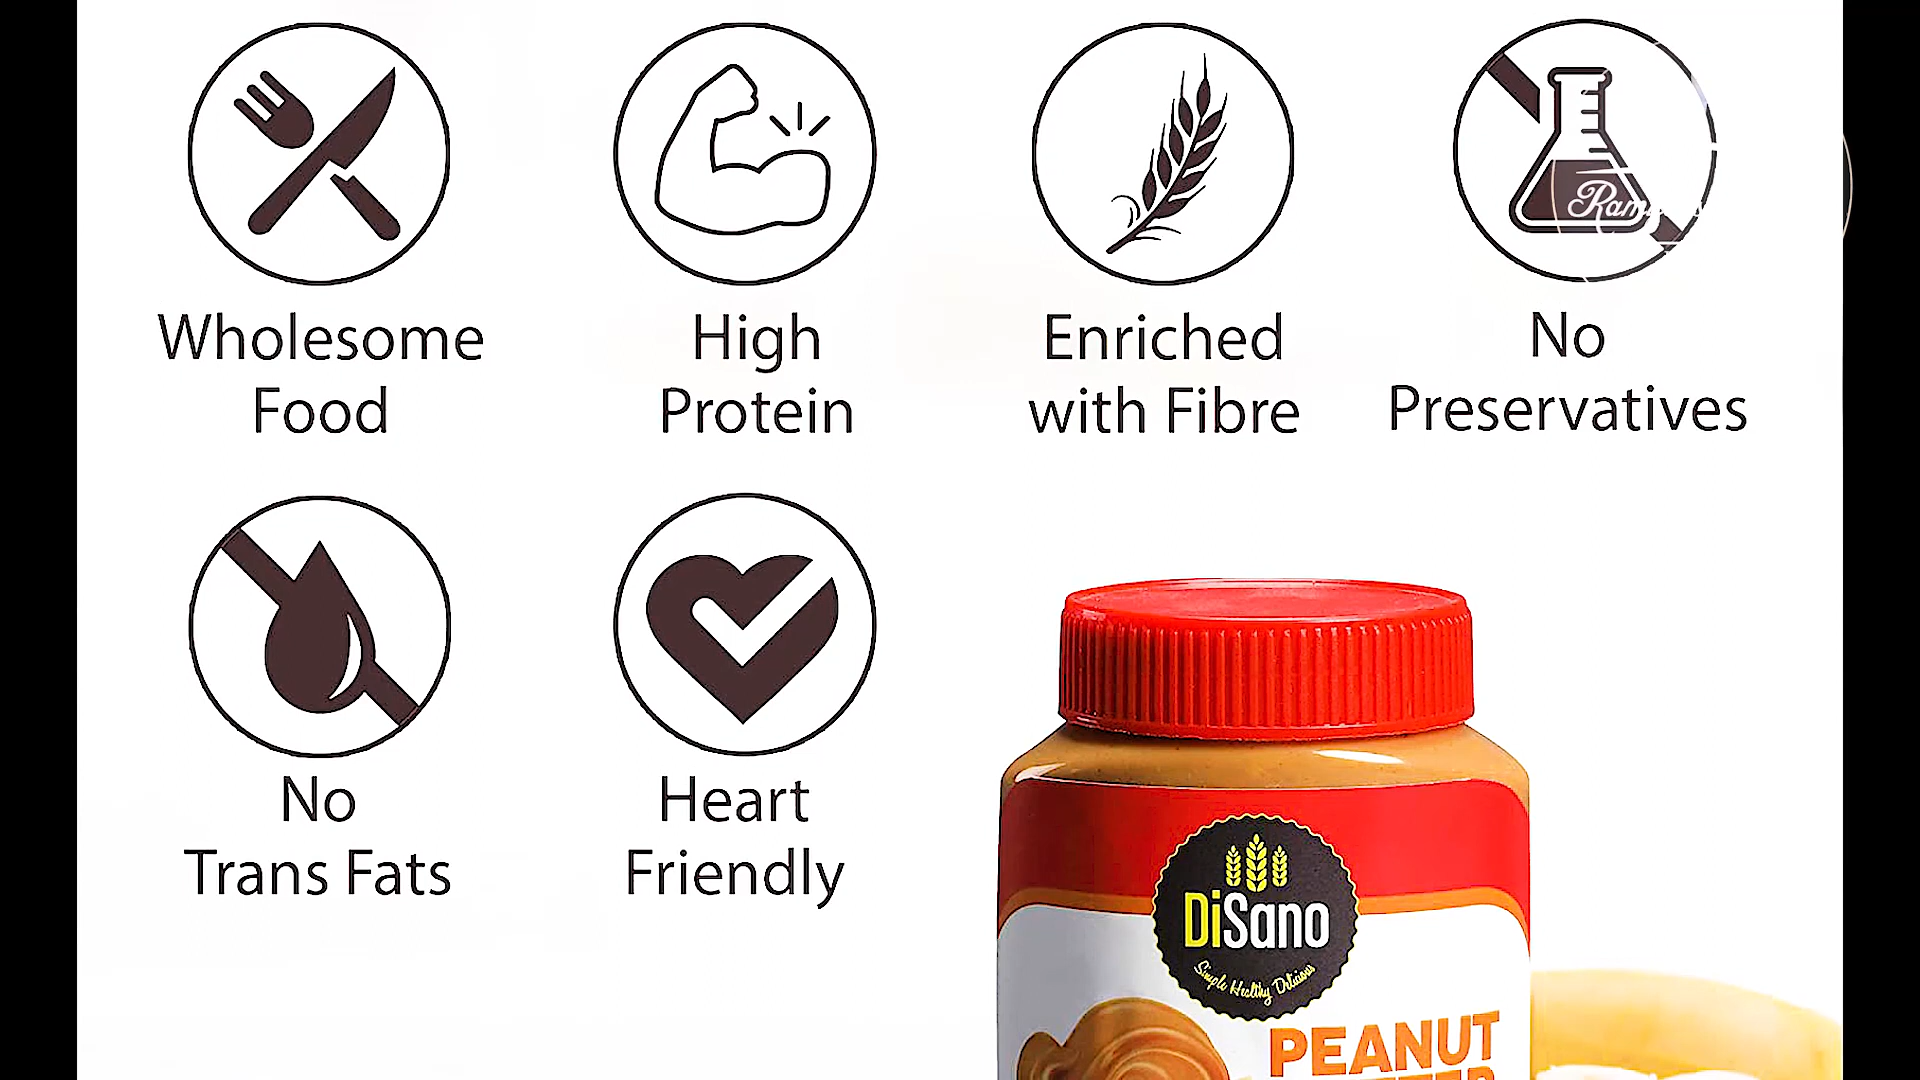 Wholesome
Food
High
Protein
Enriched
with Fibre
No
Preservatives
No
Trans Fats
Heart
Friendly
DiSano
Simple Healthy Delicious
PEANUT